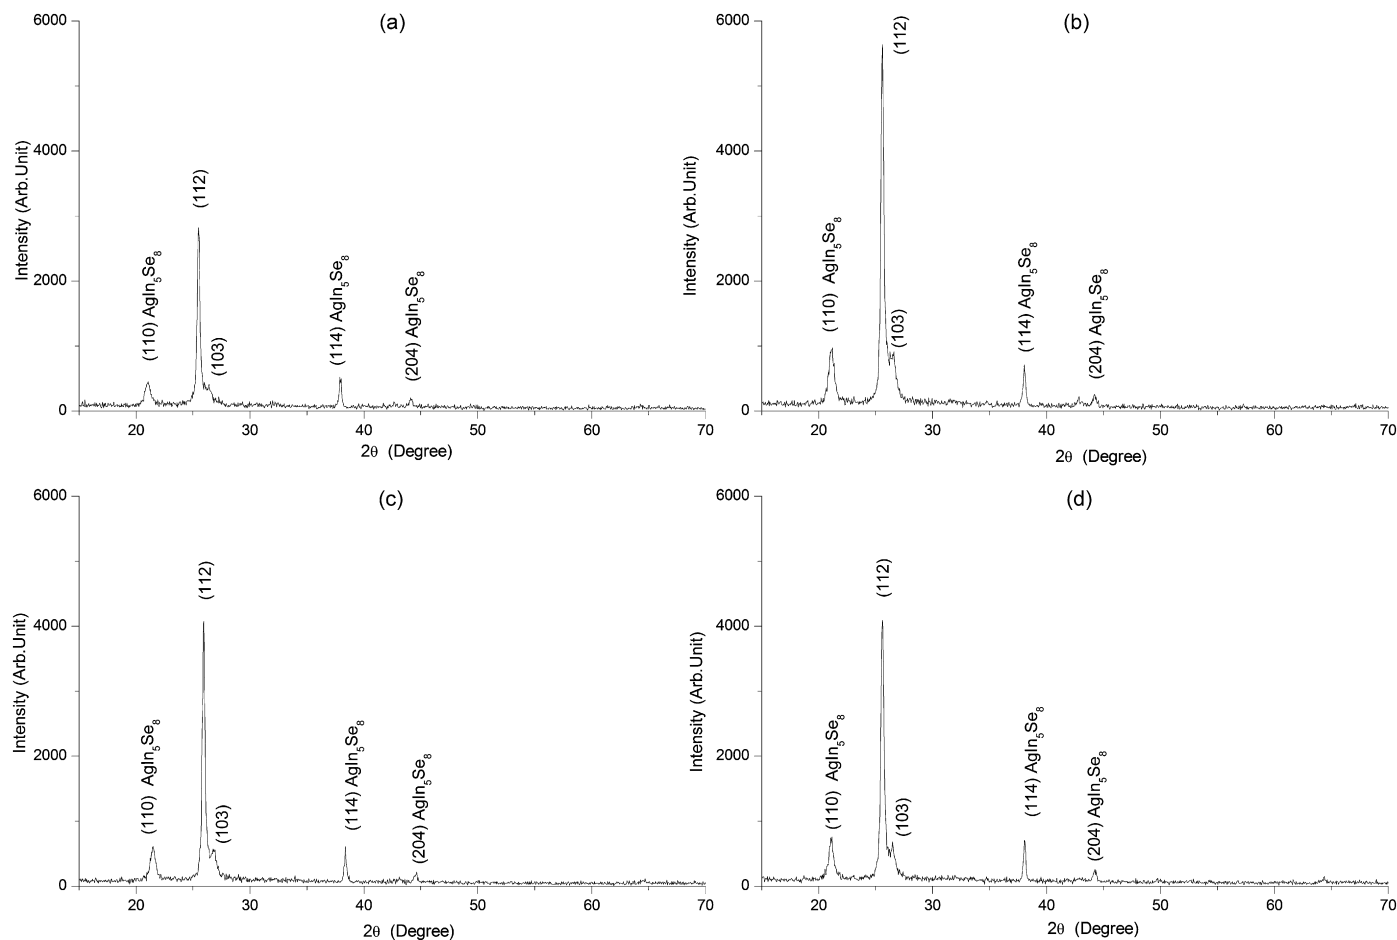 (a)
6000
4000
2000
0
Intensity (Arb.Unit)
(110) AgIn5Se8
(112)
(103)
(114) AgIn5Se8
(204) AgIn5Se8
20 30 40 50 60 70
2θ (Degree)
(b)
6000
4000
2000
0
Intensity (Arb.Unit)
(110) AgIn5Se8
(112)
(103)
(114) AgIn5Se8
(204) AgIn5Se8
20 30 40 50 60 70
2θ (Degree)
(c)
6000
4000
2000
0
Intensity (Arb.Unit)
(110) AgIn5Se8
(112)
(103)
(114) AgIn5Se8
(204) AgIn5Se8
20 30 40 50 60 70
2θ (Degree)
(d)
6000
4000
2000
0
Intensity (Arb.Unit)
(110) AgIn5Se8
(112)
(103)
(114) AgIn5Se8
(204) AgIn5Se8
20 30 40 50 60 70
2θ (Degree)